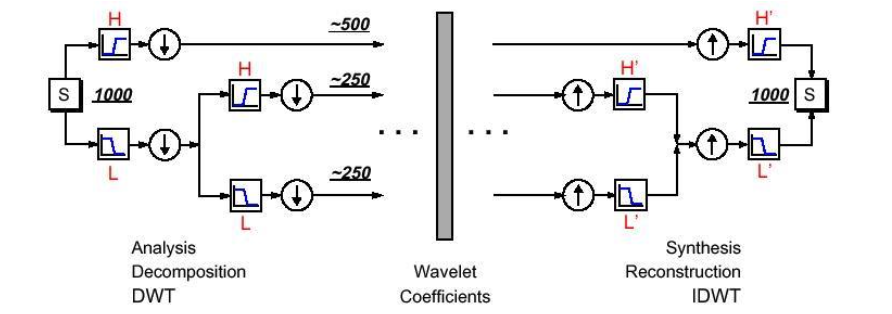 H
~500
H'
H
~250
H'
S
1000
1000
S
. . .
. . .
L
~250
L'
L
L'
Analysis
Decomposition
DWT
Wavelet
Coefficients
Synthesis
Reconstruction
IDWT